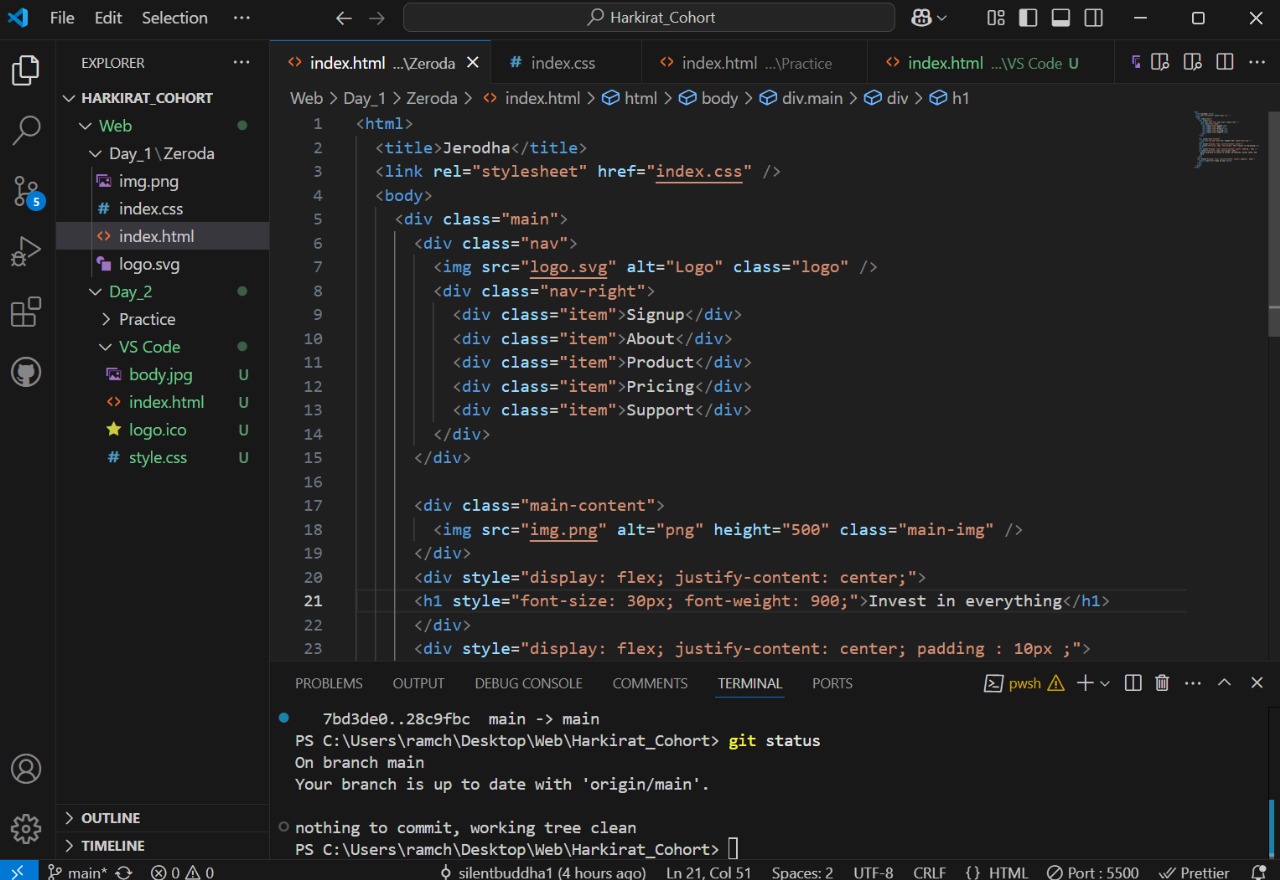 File Edit Selection ··· Harkirat_Cohort
EXPLORER ···
HARKIRAT_COHORT
Web
Day_1\Zeroda
img.png
# index.css
<> index.html
logo.svg
Day_2
Practice
VS Code
body.jpg U
<> index.html U
logo.ico U
# style.css U
OUTLINE
TIMELINE
5
<> index.html ...\Zeroda # index.css <> index.html ...\Practice <> index.html ...\VS Code U
Web > Day_1 > Zeroda > <> index.html > html > body > div.main > div > h1
1 <html>
2 <title>Jerodha</title>
3 <link rel="stylesheet" href="index.css" />
4 <body>
5 <div class="main">
6 <div class="nav">
7 <img src="logo.svg" alt="Logo" class="logo" />
8 <div class="nav-right">
9 <div class="item">Signup</div>
10 <div class="item">About</div>
11 <div class="item">Product</div>
12 <div class="item">Pricing</div>
13 <div class="item">Support</div>
14 </div>
15 </div>
16
17 <div class="main-content">
18 <img src="img.png" alt="png" height="500" class="main-img" />
19 </div>
20 <div style="display: flex; justify-content: center;">
21 <h1 style="font-size: 30px; font-weight: 900;">Invest in everything</h1>
22 </div>
23 <div style="display: flex; justify-content: center; padding : 10px ;">
PROBLEMS OUTPUT DEBUG CONSOLE COMMENTS TERMINAL PORTS pwsh
7bd3de0..28c9fbc main -> main
PS C:\Users\ramch\Desktop\Web\Harkirat_Cohort> git status
On branch main
Your branch is up to date with 'origin/main'.
nothing to commit, working tree clean
PS C:\Users\ramch\Desktop\Web\Harkirat_Cohort>
main* 0 0 silentbuddha1 (4 hours ago) Ln 21, Col 51 Spaces: 2 UTF-8 CRLF {} HTML Port : 5500 Prettier